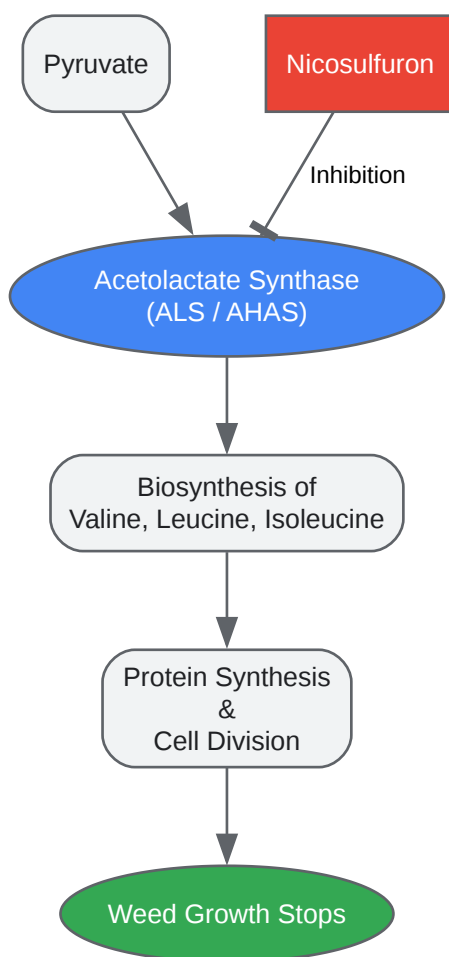 Pyruvate
Nicosulfuron
Inhibition
Acetolactate Synthase
(ALS / AHAS)
Biosynthesis of
Valine, Leucine, Isoleucine
Protein Synthesis
&
Cell Division
Weed Growth Stops